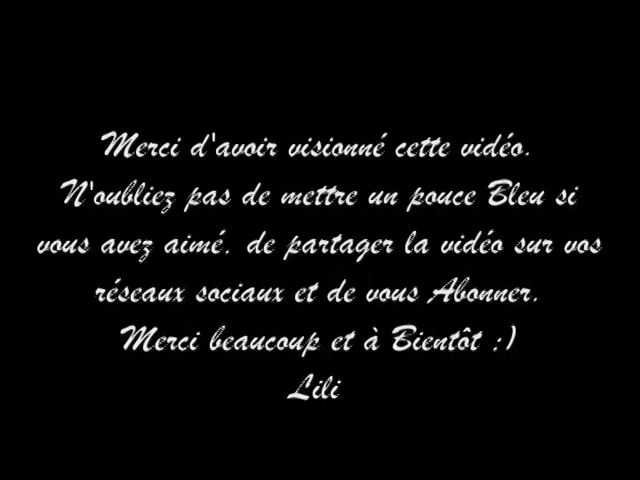 Merci d'avoir visionné cette vidéo.
N'oubliez pas de mettre un pouce Bleu si
vous avez aimé. de partager la vidéo sur vos
réseaux sociaux et de vous Abonner.
Merci beaucoup et à Bientôt :)
Lili